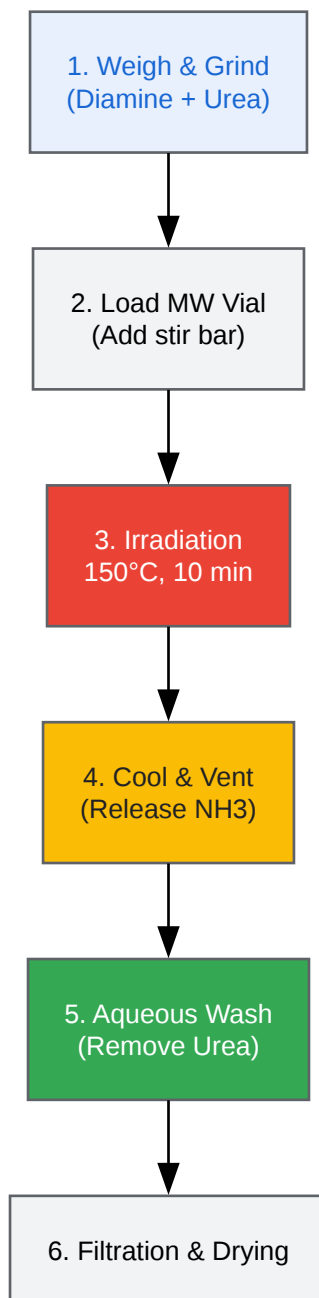 1. Weigh & Grind
(Diamine + Urea)
2. Load MW Vial
(Add stir bar)
3. Irradiation
150°C, 10 min
4. Cool & Vent
(Release NH3)
5. Aqueous Wash
(Remove Urea)
6. Filtration & Drying